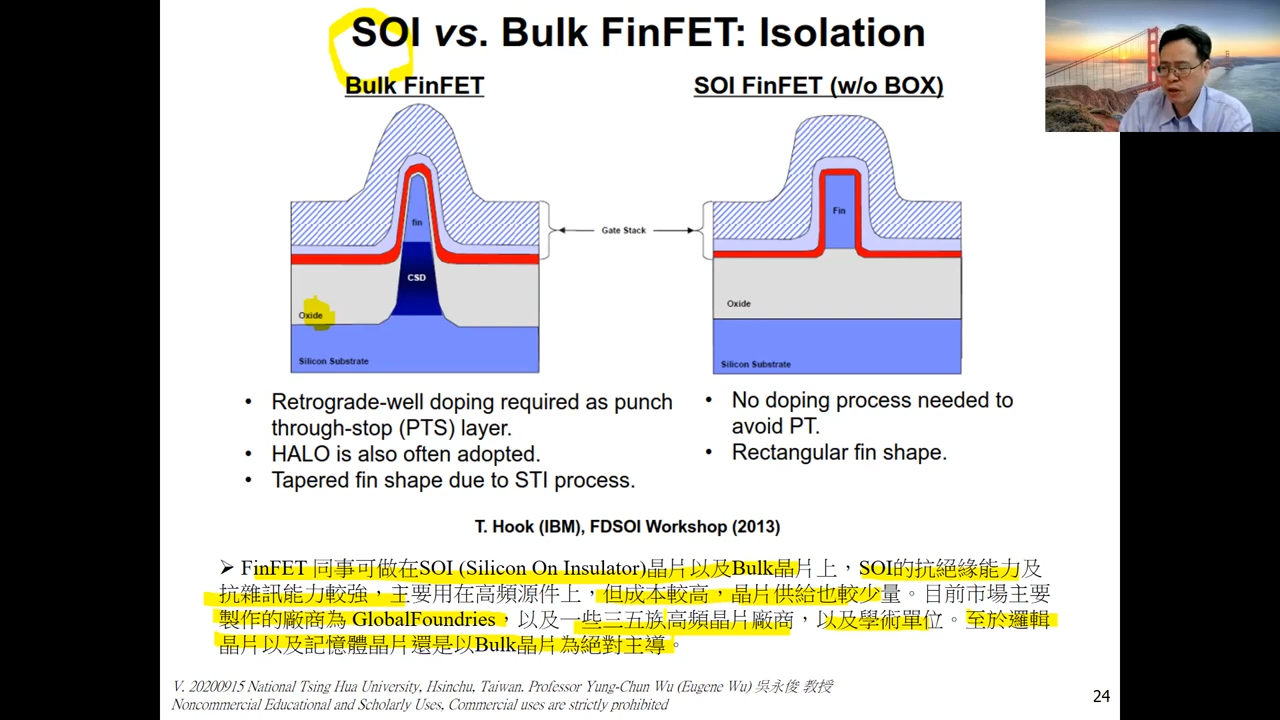 SOI vs. Bulk FinFET: Isolation
Bulk FinFET
SOI FinFET (w/o BOX)
fin
CSD
Oxide
Silicon Substrate
Gate Stack
Fin
Oxide
Silicon Substrate
• Retrograde-well doping required as punch
through-stop (PTS) layer.
• HALO is also often adopted.
• Tapered fin shape due to STI process.
• No doping process needed to
avoid PT.
• Rectangular fin shape.
T. Hook (IBM), FDSOI Workshop (2013)
➢ FinFET 同事可做在SOI (Silicon On Insulator)晶片以及Bulk晶片上，SOI的抗絕緣能力及
抗雜訊能力較強，主要用在高頻源件上，但成本較高，晶片供給也較少量。目前市場主要
製作的廠商為 GlobalFoundries，以及一些三五族高頻晶片廠商，以及學術單位。至於邏輯
晶片以及記憶體晶片還是以Bulk晶片為絕對主導。
V. 20200915 National Tsing Hua University, Hsinchu, Taiwan. Professor Yung-Chun Wu (Eugene Wu) 吳永俊 教授
Noncommercial Educational and Scholarly Uses, Commercial uses are strictly prohibited
24